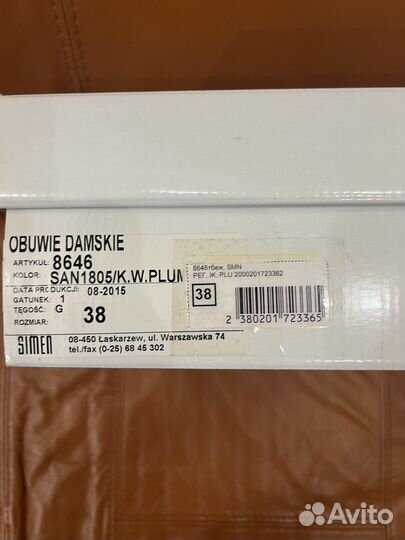 OBUWIE DAMSKIE
ARTYKUŁ: 8646
KOLOR: SAN1805/K.W.PLUM
DATA PRODUKCJI: 08-2015
GATUNEK: 1
TĘGOŚĆ: G
ROZMIAR: 38
SIMEN
08-450 Łaskarzew, ul. Warszawska 74
tel./fax (0-25) 68 45 302
8646тбеж, SMN
РЕГ. Ж. PLU:2000201723362
38
2 380201 723365
Avito